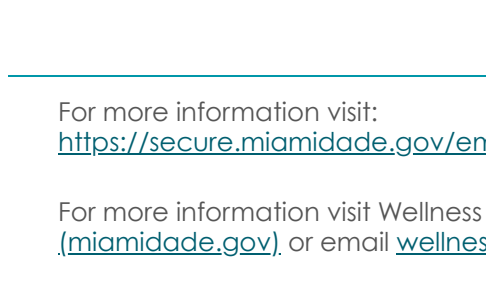 For more information visit:
https://secure.miamidade.gov/em
For more information visit Wellness
(miamidade.gov) or email wellnes